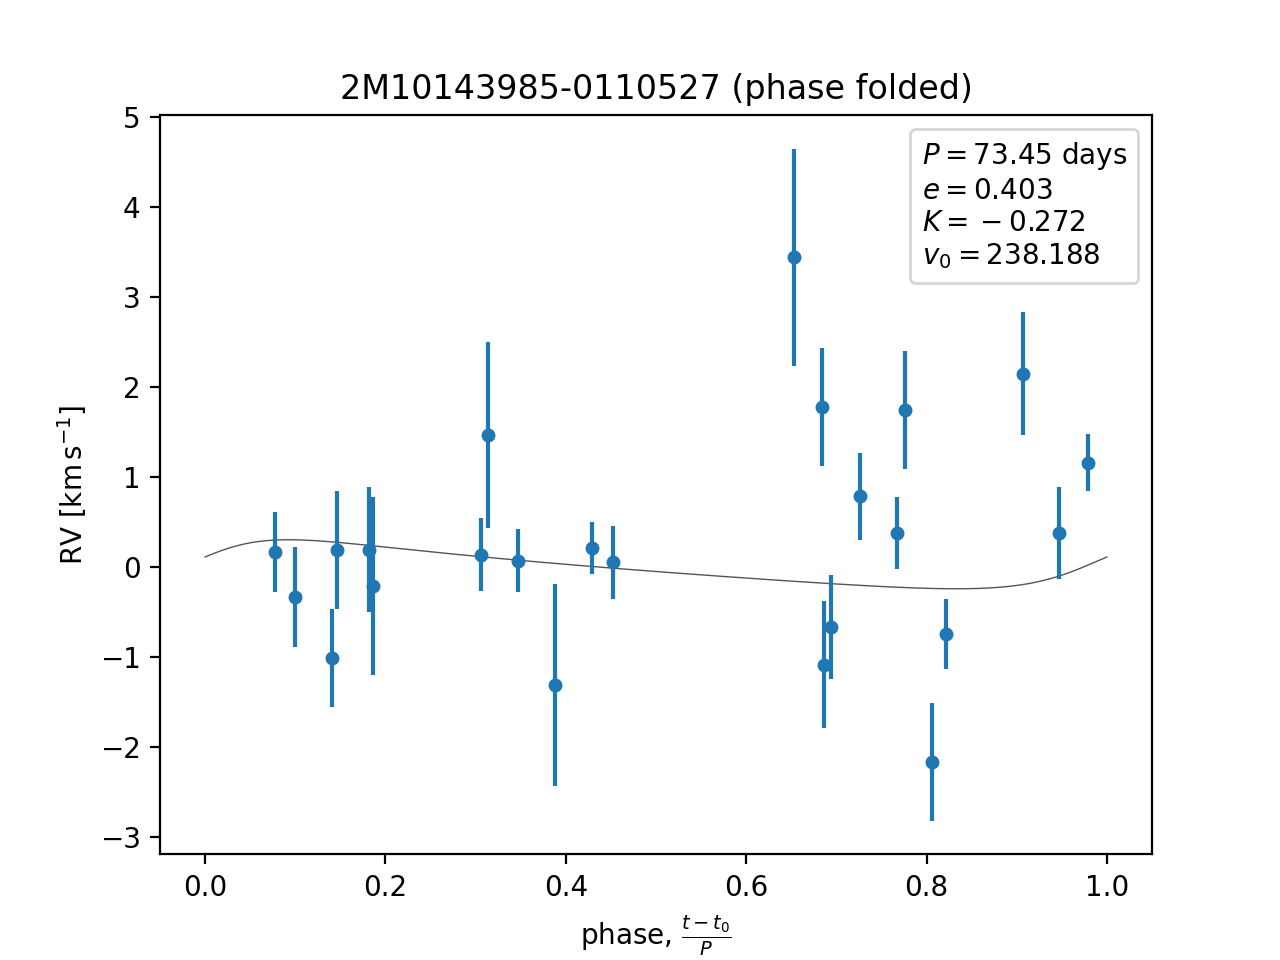 2M10143985-0110527 (phase folded)
P = 73.45 days
e = 0.403
K = −0.272
v₀ = 238.188
5
4
3
2
1
0
−1
−2
−3
RV [km s⁻¹]
0.0 0.2 0.4 0.6 0.8 1.0
phase, (t − t₀)/P